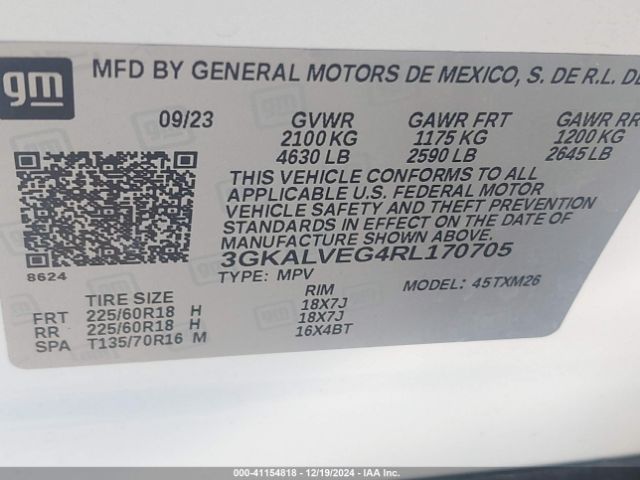 gm
MFD BY GENERAL MOTORS DE MEXICO, S. DE R.L. DE
09/23 GVWR GAWR FRT GAWR RR
2100 KG 1175 KG 1200 KG
4630 LB 2590 LB 2645 LB
THIS VEHICLE CONFORMS TO ALL
APPLICABLE U.S. FEDERAL MOTOR
VEHICLE SAFETY AND THEFT PREVENTION
STANDARDS IN EFFECT ON THE DATE OF
MANUFACTURE SHOWN ABOVE.
3GKALVEG4RL170705
8624
TYPE: MPV MODEL: 45TXM26
TIRE SIZE RIM
FRT 225/60R18 H 18X7J
RR 225/60R18 H 18X7J
SPA T135/70R16 M 16X4BT
© 2024 - 41154818 - 12/19/2024 - IAA Inc.